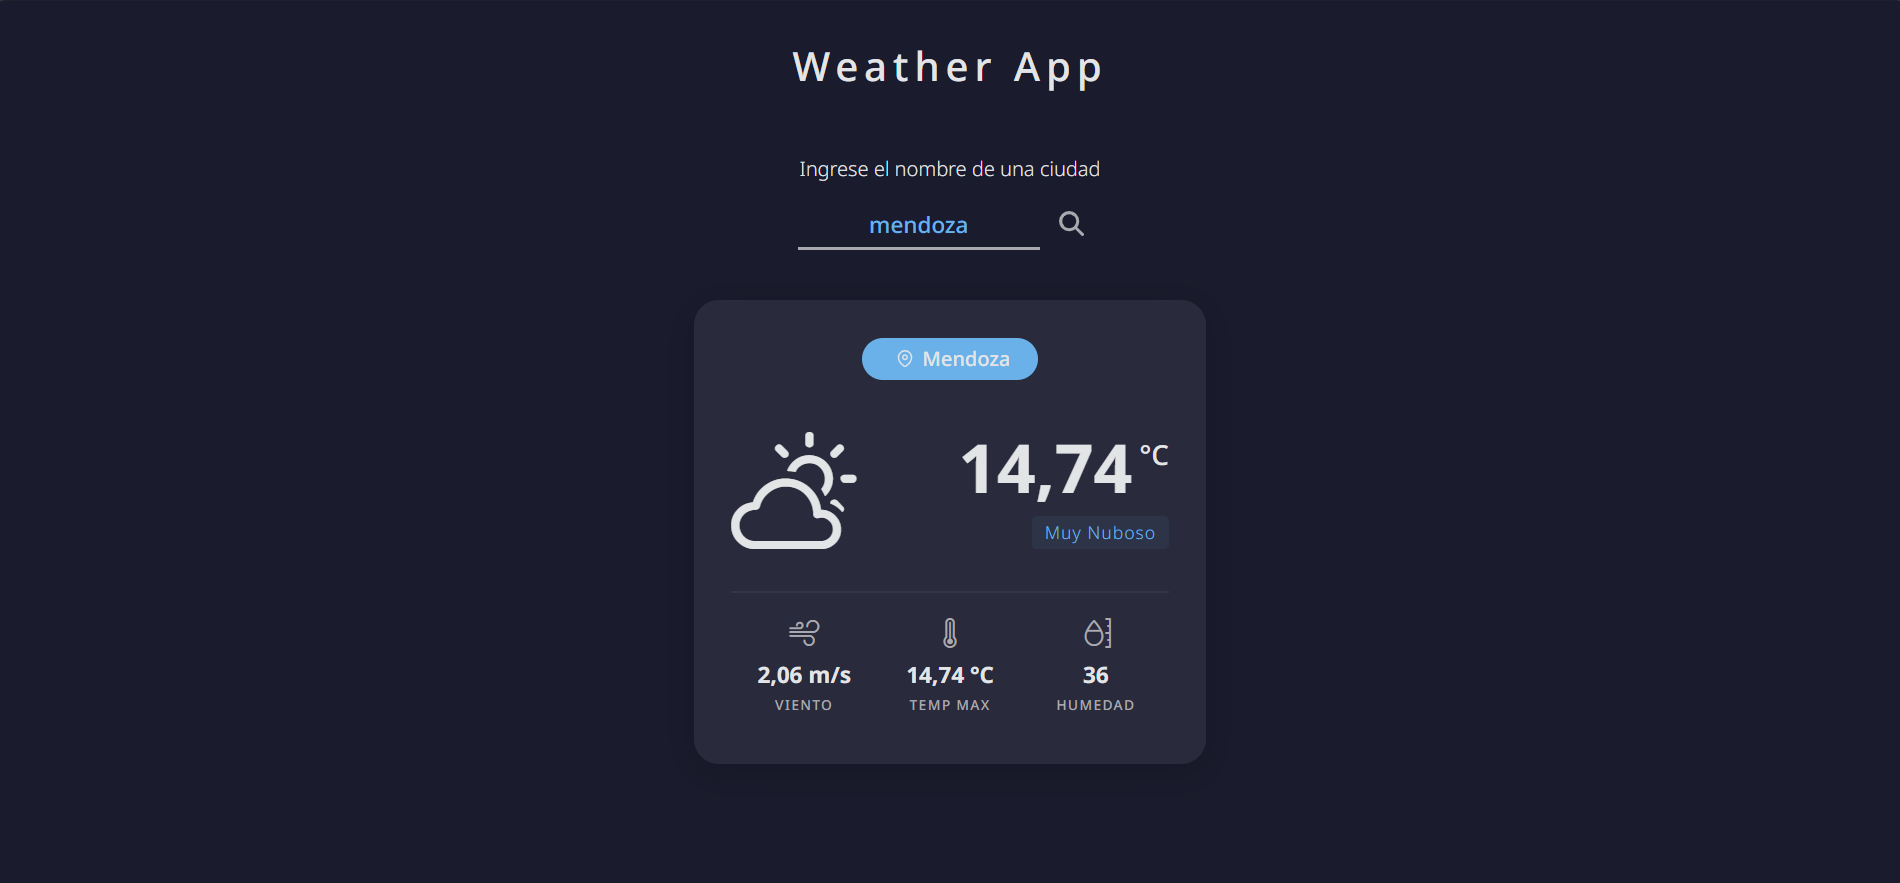 Weather App
Ingrese el nombre de una ciudad
mendoza
Mendoza
14,74 °C
Muy Nuboso
2,06 m/s 14,74 °C 36
VIENTO TEMP MAX HUMEDAD